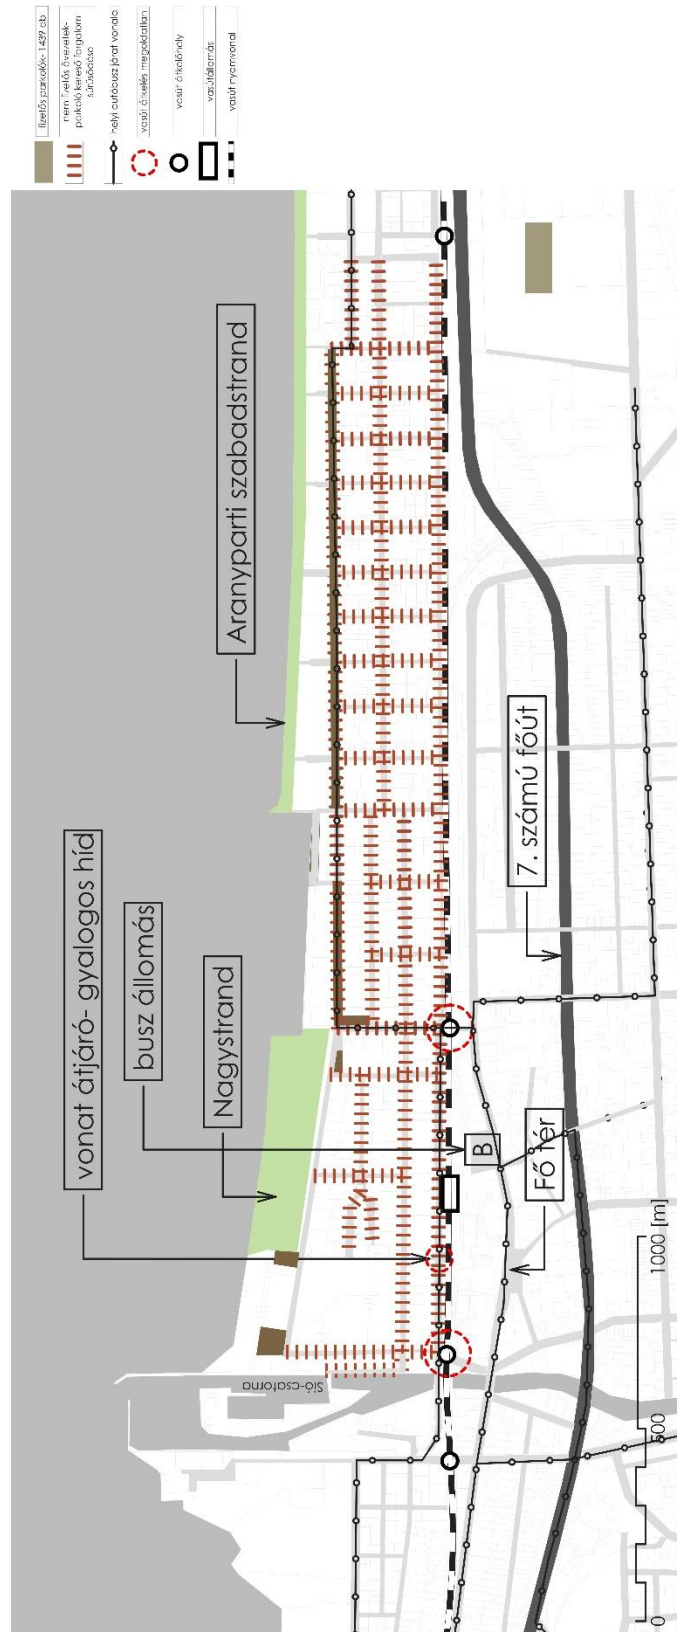 fizetős parkolók- 1439 db
nem fizetős övezetek-
parkoló kereső forgalom
sűrűsödése
helyi autóbusz járat vonala
vasút átkelés megoldatlan
vasút átkelőhely
vasútállomás
vasút nyomvonal
Aranyparti szabadstrand
vonat átjáró- gyalogos híd
busz állomás
Nagystrand
7. számú főút
B
Fő tér
Sió-csatorna
0
500
1000 [m]